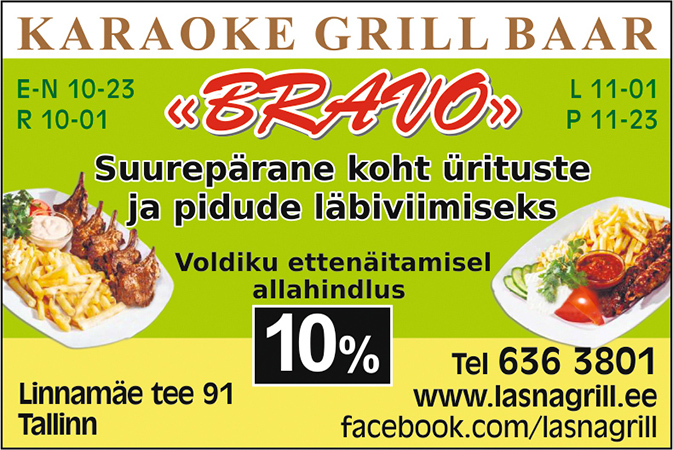 KARAOKE GRILL BAAR
E-N 10-23
R 10-01
«BRAVO»
L 11-01
P 11-23
Suurepärane koht ürituste
ja pidude läbiviimiseks
Voldiku ettenäitamisel
allahindlus
10%
Linnamäe tee 91
Tallinn
Tel 636 3801
www.lasnagrill.ee
facebook.com/lasnagrill